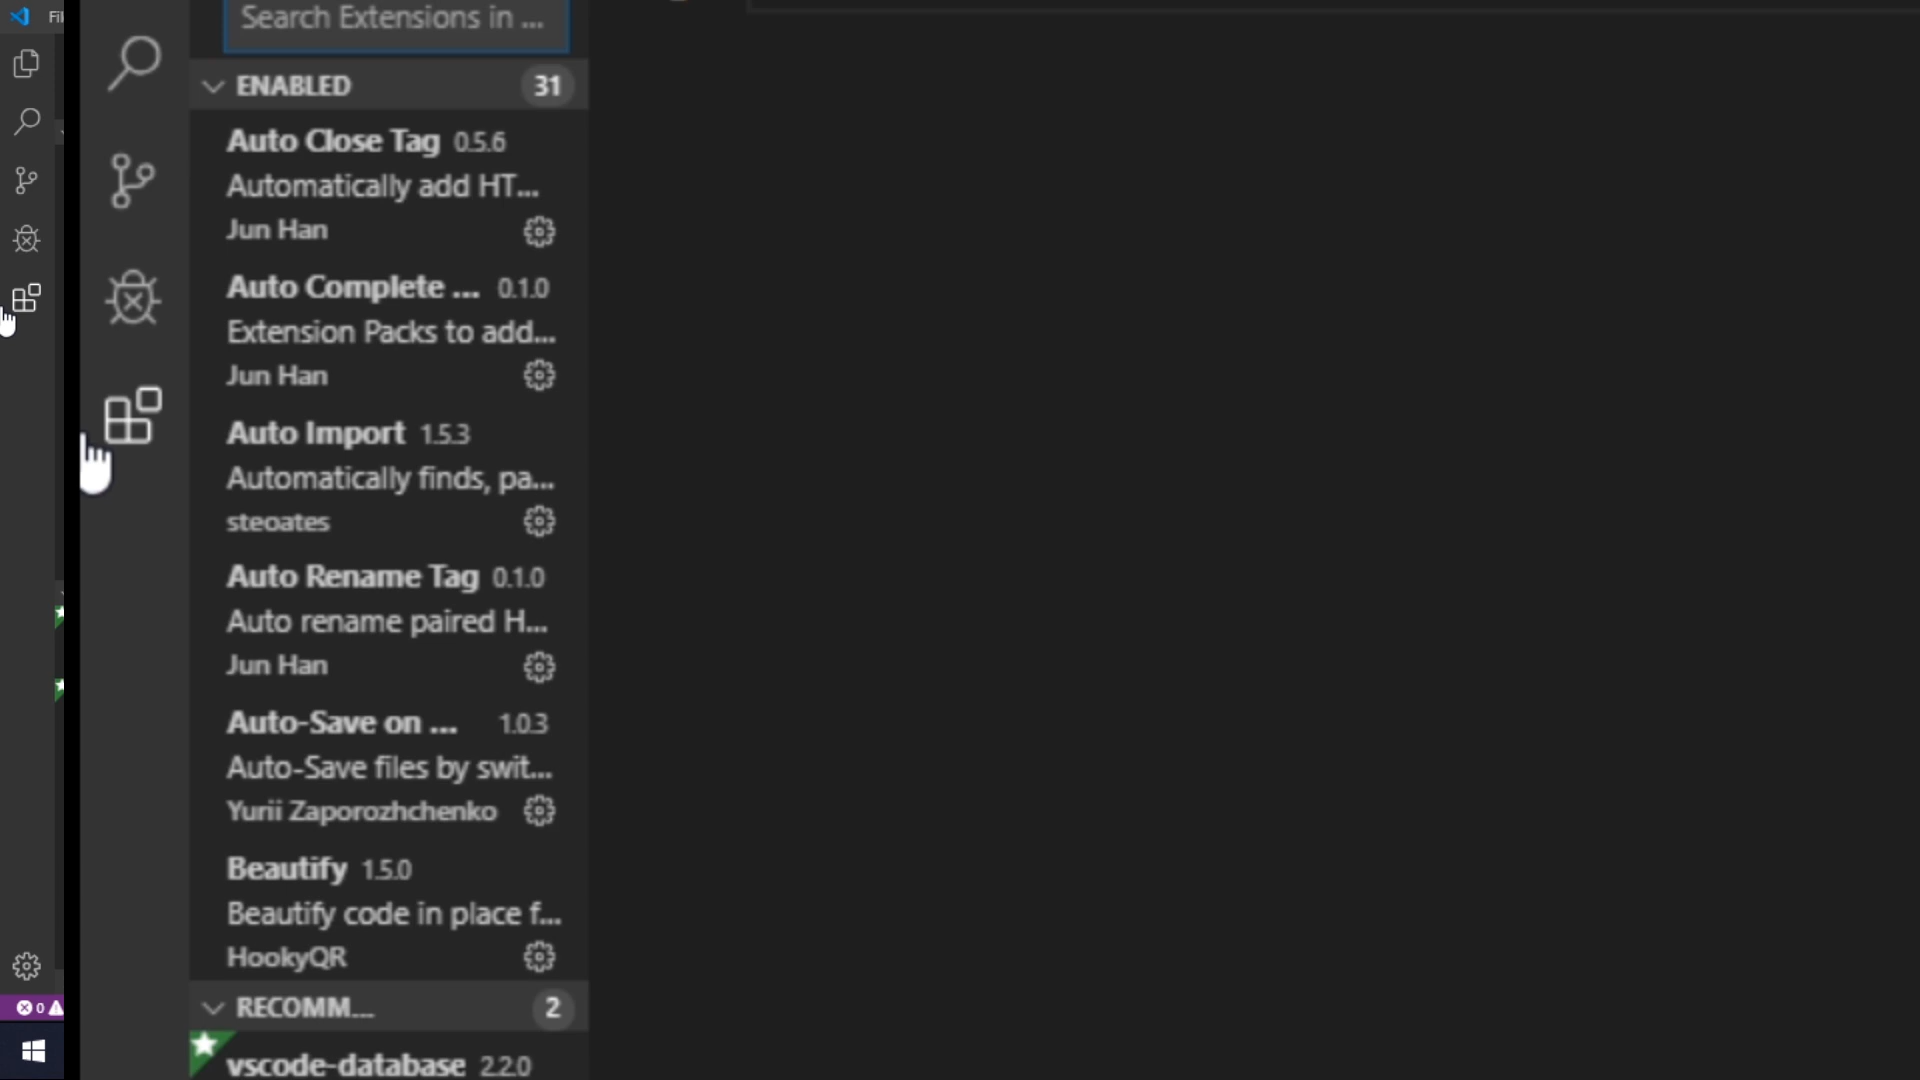 Fil
Search Extensions in ...
ENABLED 31
Auto Close Tag 0.5.6
Automatically add HT...
Jun Han
Auto Complete ... 0.1.0
Extension Packs to add...
Jun Han
Auto Import 1.5.3
Automatically finds, pa...
steoates
Auto Rename Tag 0.1.0
Auto rename paired H...
Jun Han
Auto-Save on ... 1.0.3
Auto-Save files by swit...
Yurii Zaporozhchenko
Beautify 1.5.0
Beautify code in place f...
HookyQR
RECOMM... 2
0
vscode-database 2.2.0